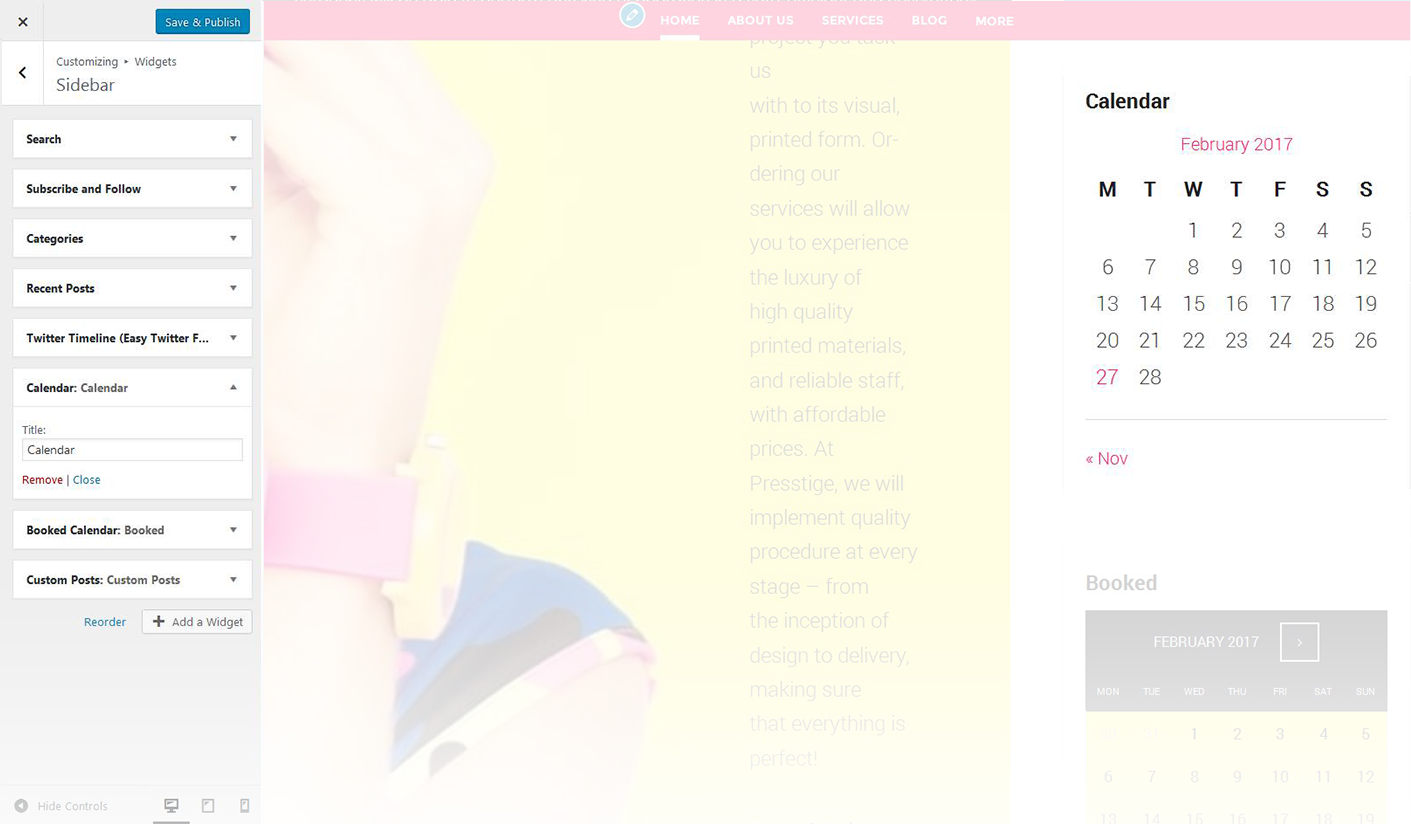 Save & Publish
Customizing ▸ Widgets
Sidebar
Search
Subscribe and Follow
Categories
Recent Posts
Twitter Timeline (Easy Twitter F...
Calendar: Calendar
Title:
Calendar
Remove | Close
Booked Calendar: Booked
Custom Posts: Custom Posts
Reorder
Add a Widget
Hide Controls
HOME ABOUT US SERVICES BLOG MORE
project you task
us
with to its visual,
printed form. Or-
dering our
services will allow
you to experience
the luxury of
high quality
printed materials,
and reliable staff,
with affordable
prices. At
Presstige, we will
implement quality
procedure at every
stage – from
the inception of
design to delivery,
making sure
that everything is
perfect!
Calendar
February 2017
M T W T F S S
1 2 3 4 5
6 7 8 9 10 11 12
13 14 15 16 17 18 19
20 21 22 23 24 25 26
27 28
« Nov
Booked
FEBRUARY 2017
MON TUE WED THU FRI SAT SUN
1 2 3 4 5
6 7 8 9 10 11 12
13 14 15 16 17 18 19